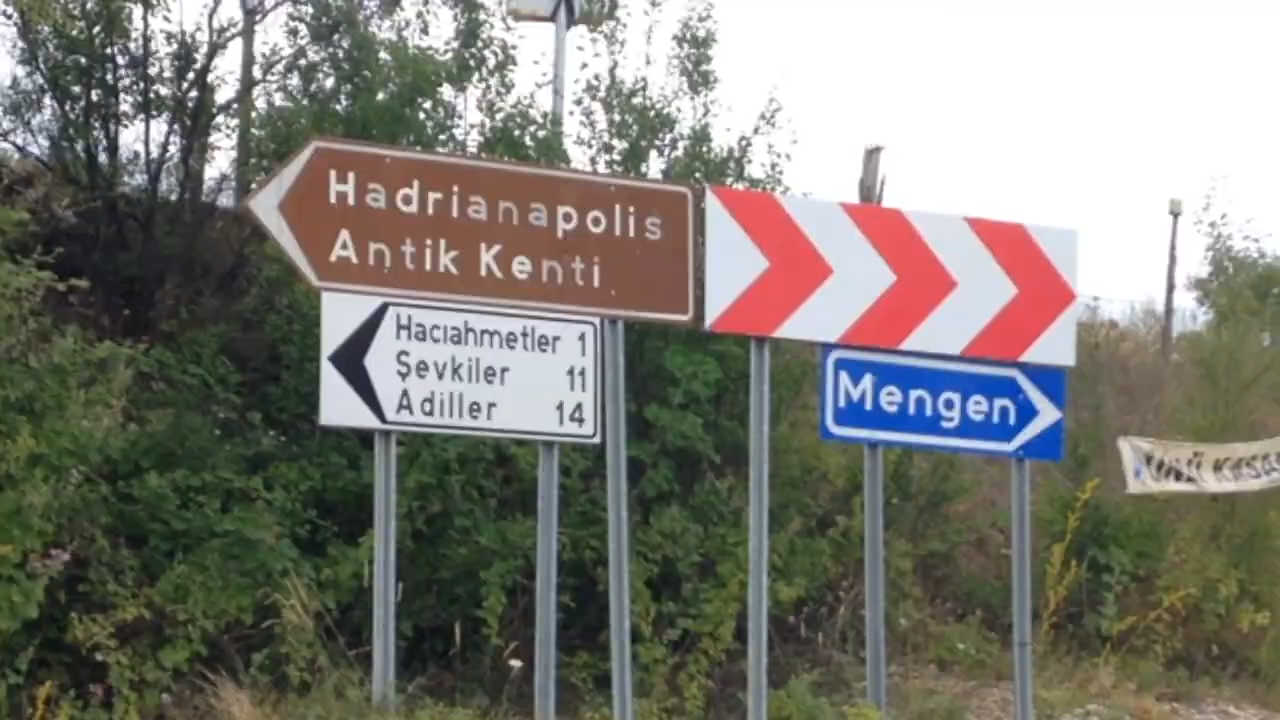 Hadrianapolis
Antik Kenti
Hacıahmetler 1
Şevkiler 11
Adiller 14
Mengen